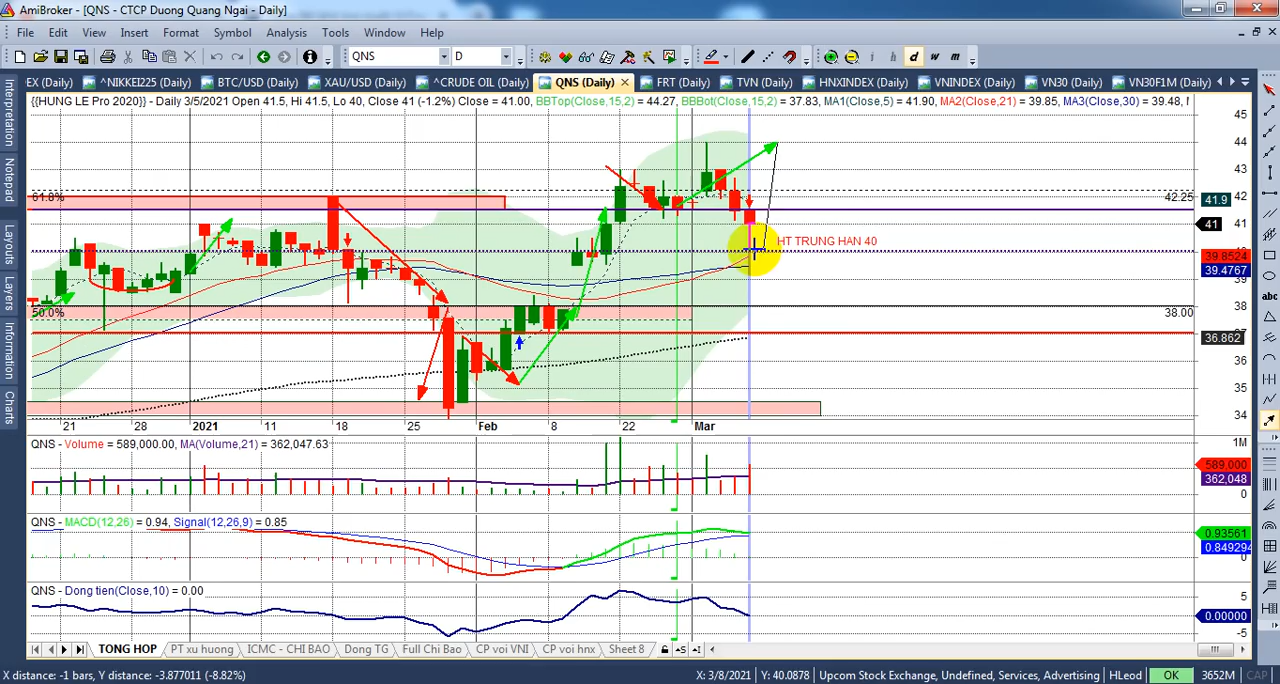 AmiBroker - [QNS - CTCP Duong Quang Ngai - Daily]
File Edit View Insert Format Symbol Analysis Tools Window Help
QNS D i h d w m
EX (Daily) ^NIKKEI225 (Daily) BTC/USD (Daily) XAU/USD (Daily) ^CRUDE OIL (Daily) QNS (Daily) FRT (Daily) TVN (Daily) HNXINDEX (Daily) VNINDEX (Daily) VN30 (Daily) VN30F1M (Daily)
{{HUNG LE Pro 2020}} - Daily 3/5/2021 Open 41.5, Hi 41.5, Lo 40, Close 41 (-1.2%) Close = 41.00, BBTop(Close,15,2) = 44.27, BBBot(Close,15,2) = 37.83, MA1(Close,5) = 41.90, MA2(Close,21) = 39.85, MA3(Close,30) = 39.48,
Interpretation
Notepad
Layouts
Layers
Information
Charts
abc
45
44
43
42
41
40
39
38
37
36
35
34
61.8%
42.25
41.9
41
HT TRUNG HAN 40
39.8524
39.4767
50.0%
38.00
36.862
21 28 2021 11 18 25 Feb 8 22 Mar
QNS - Volume = 589,000.00, MA(Volume,21) = 362,047.63
1M
589,000
362,048
0
QNS - MACD(12,26) = 0.94, Signal(12,26,9) = 0.85
0.93561
0.849294
0
QNS - Dong tien(Close,10) = 0.00
5
0.00000
-5
TONG HOP PT xu huong ICMC - CHI BAO Dong TG Full Chi Bao CP voi VNI CP voi hnx Sheet 8
X distance: -1 bars, Y distance: -3.877011 (-8.82%) X: 3/8/2021 Y: 40.0878 Upcom Stock Exchange, Undefined, Services, Advertising HLeod OK 3652M CAP